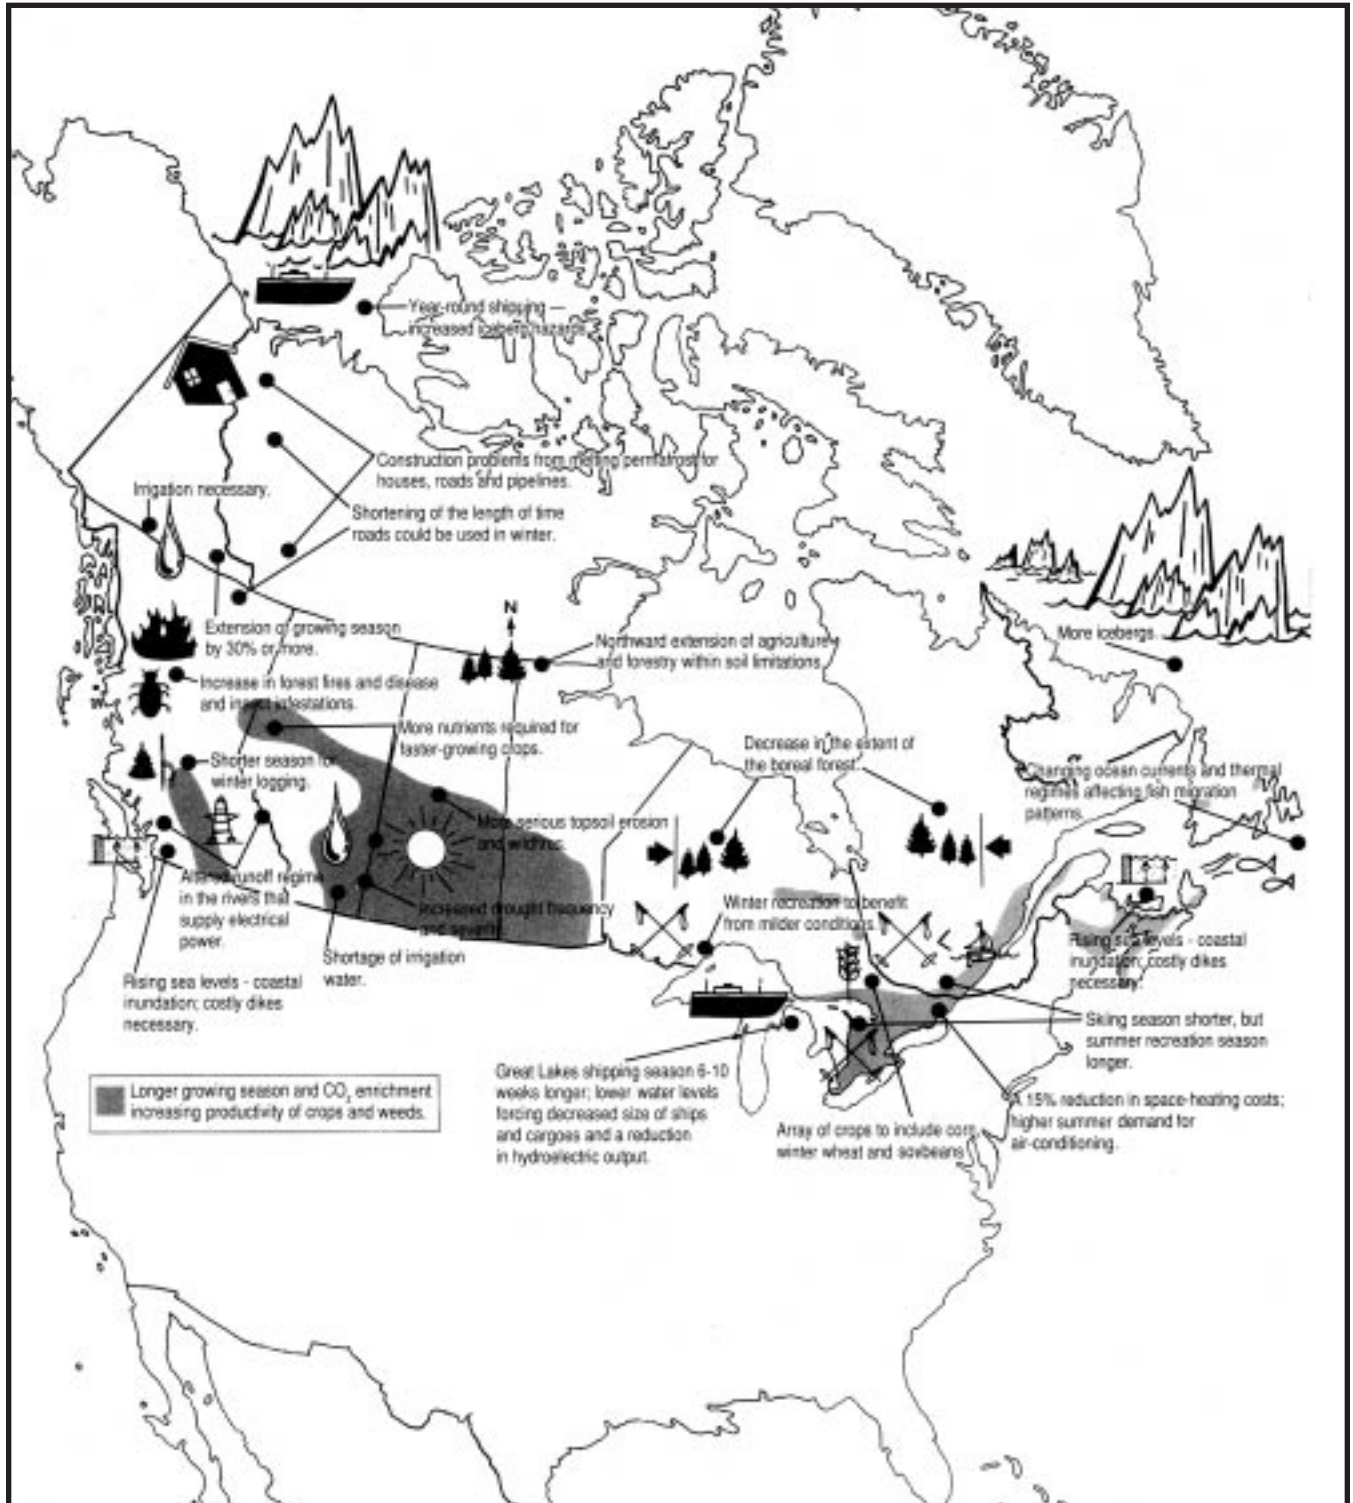 Year-round shipping —
increased iceberg hazards.
Construction problems from melting permafrost for
houses, roads and pipelines.
Irrigation necessary.
Shortening of the length of time
roads could be used in winter.
N
Extension of growing season
by 30% or more.
Northward extension of agriculture
and forestry within soil limitations.
More icebergs.
Increase in forest fires and disease
and insect infestations.
More nutrients required for
faster-growing crops.
Decrease in the extent of
the boreal forest.
Shorter season for
winter logging.
Changing ocean currents and thermal
regimes affecting fish migration
patterns.
More serious topsoil erosion
and wildfires.
Altered runoff regime
in the rivers that
supply electrical
power.
Increased drought frequency
and severity.
Winter recreation to benefit
from milder conditions.
Shortage of irrigation
water.
Rising sea levels - coastal
inundation; costly dikes
necessary.
Rising sea levels - coastal
inundation; costly dikes
necessary.
Skiing season shorter, but
summer recreation season
longer.
Great Lakes shipping season 6-10
weeks longer; lower water levels
forcing decreased size of ships
and cargoes and a reduction
in hydroelectric output.
A 15% reduction in space-heating costs;
higher summer demand for
air-conditioning.
Array of crops to include corn,
winter wheat and soybeans
Longer growing season and CO₂ enrichment
increasing productivity of crops and weeds.